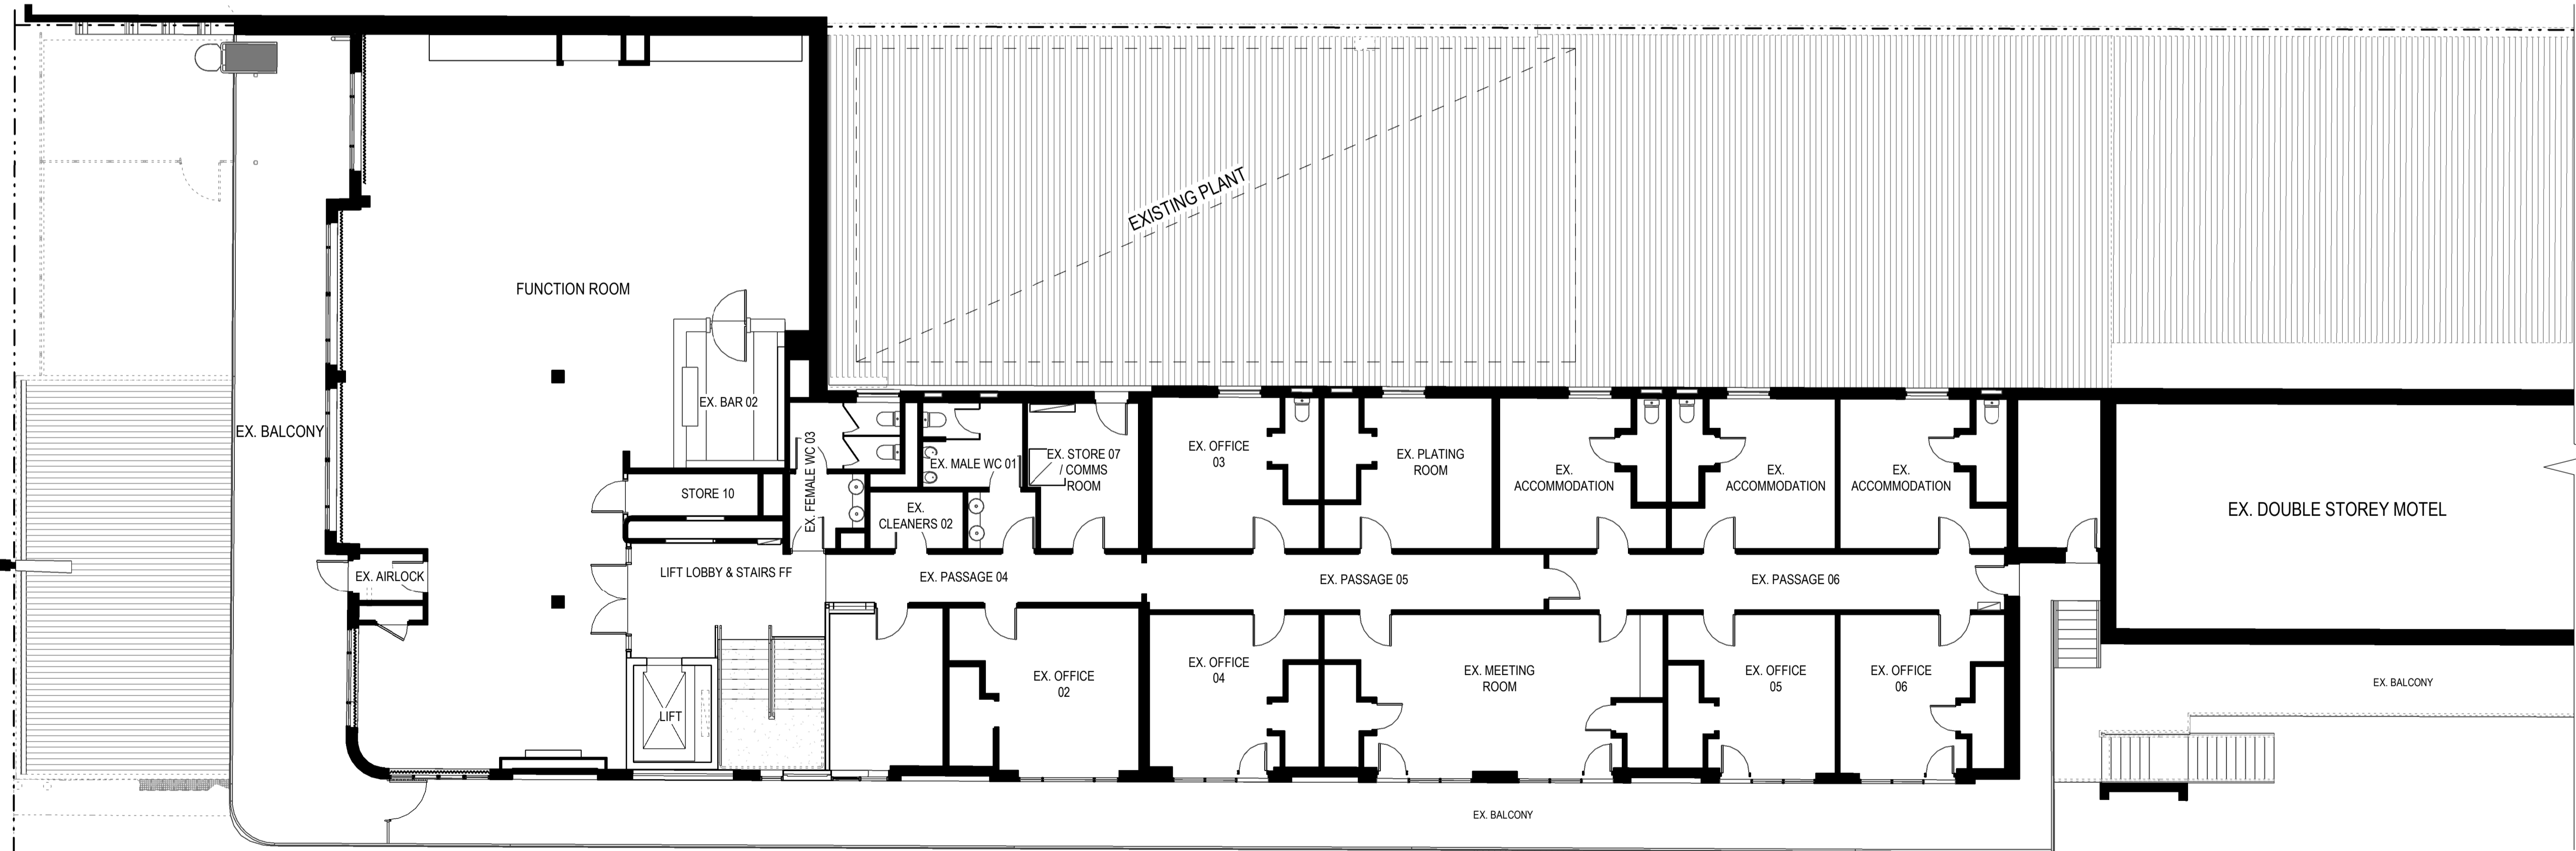 EXISTING PLANT
FUNCTION ROOM
EX. BAR 02
EX. BALCONY
EX. FEMALE WC 03
EX. MALE WC 01
EX. STORE 07
/ COMMS
ROOM
EX. OFFICE
03
EX. PLATING
ROOM
EX.
ACCOMMODATION
EX.
ACCOMMODATION
EX.
ACCOMMODATION
STORE 10
EX.
CLEANERS 02
EX. DOUBLE STOREY MOTEL
EX. AIRLOCK
LIFT LOBBY & STAIRS FF
EX. PASSAGE 04
EX. PASSAGE 05
EX. PASSAGE 06
EX. OFFICE
02
EX. OFFICE
04
EX. MEETING
ROOM
EX. OFFICE
05
EX. OFFICE
06
EX. BALCONY
LIFT
EX. BALCONY